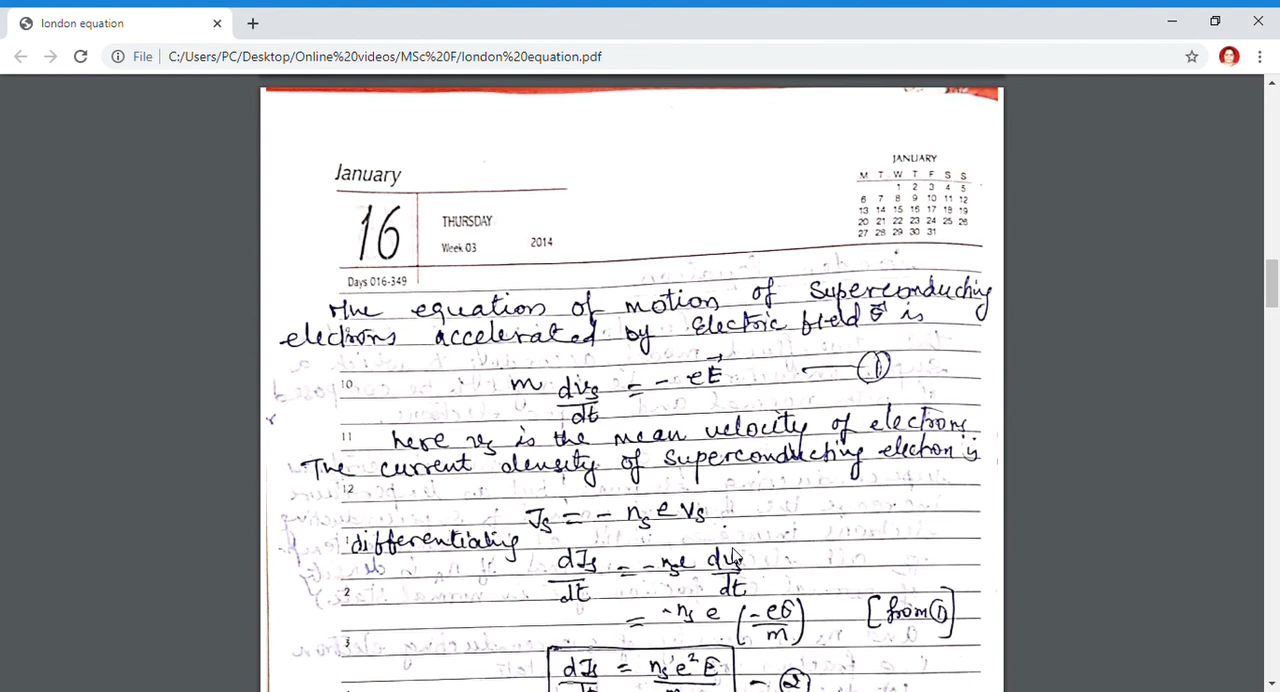 london equation
File | C:/Users/PC/Desktop/Online%20videos/MSc%20F/london%20equation.pdf
January
16
THURSDAY
Week 03 2014
Days 016-349
JANUARY
M T W T F S S
1 2 3 4 5
6 7 8 9 10 11 12
13 14 15 16 17 18 19
20 21 22 23 24 25 26
27 28 29 30 31
The equation of motion of Superconducting
electrons accelerated by Electric field E⃗ is
10 m dvs/dt = - eE⃗ — ①
11 here vs is the mean velocity of electrons
The current density of Superconducting electron is
12
Js = - ns e vs
differentiating
dJs/dt = - ns e dvs/dt
2
= - ns e (-eE/m) [from ①]
3
dJs/dt = ns e² E/m - ②